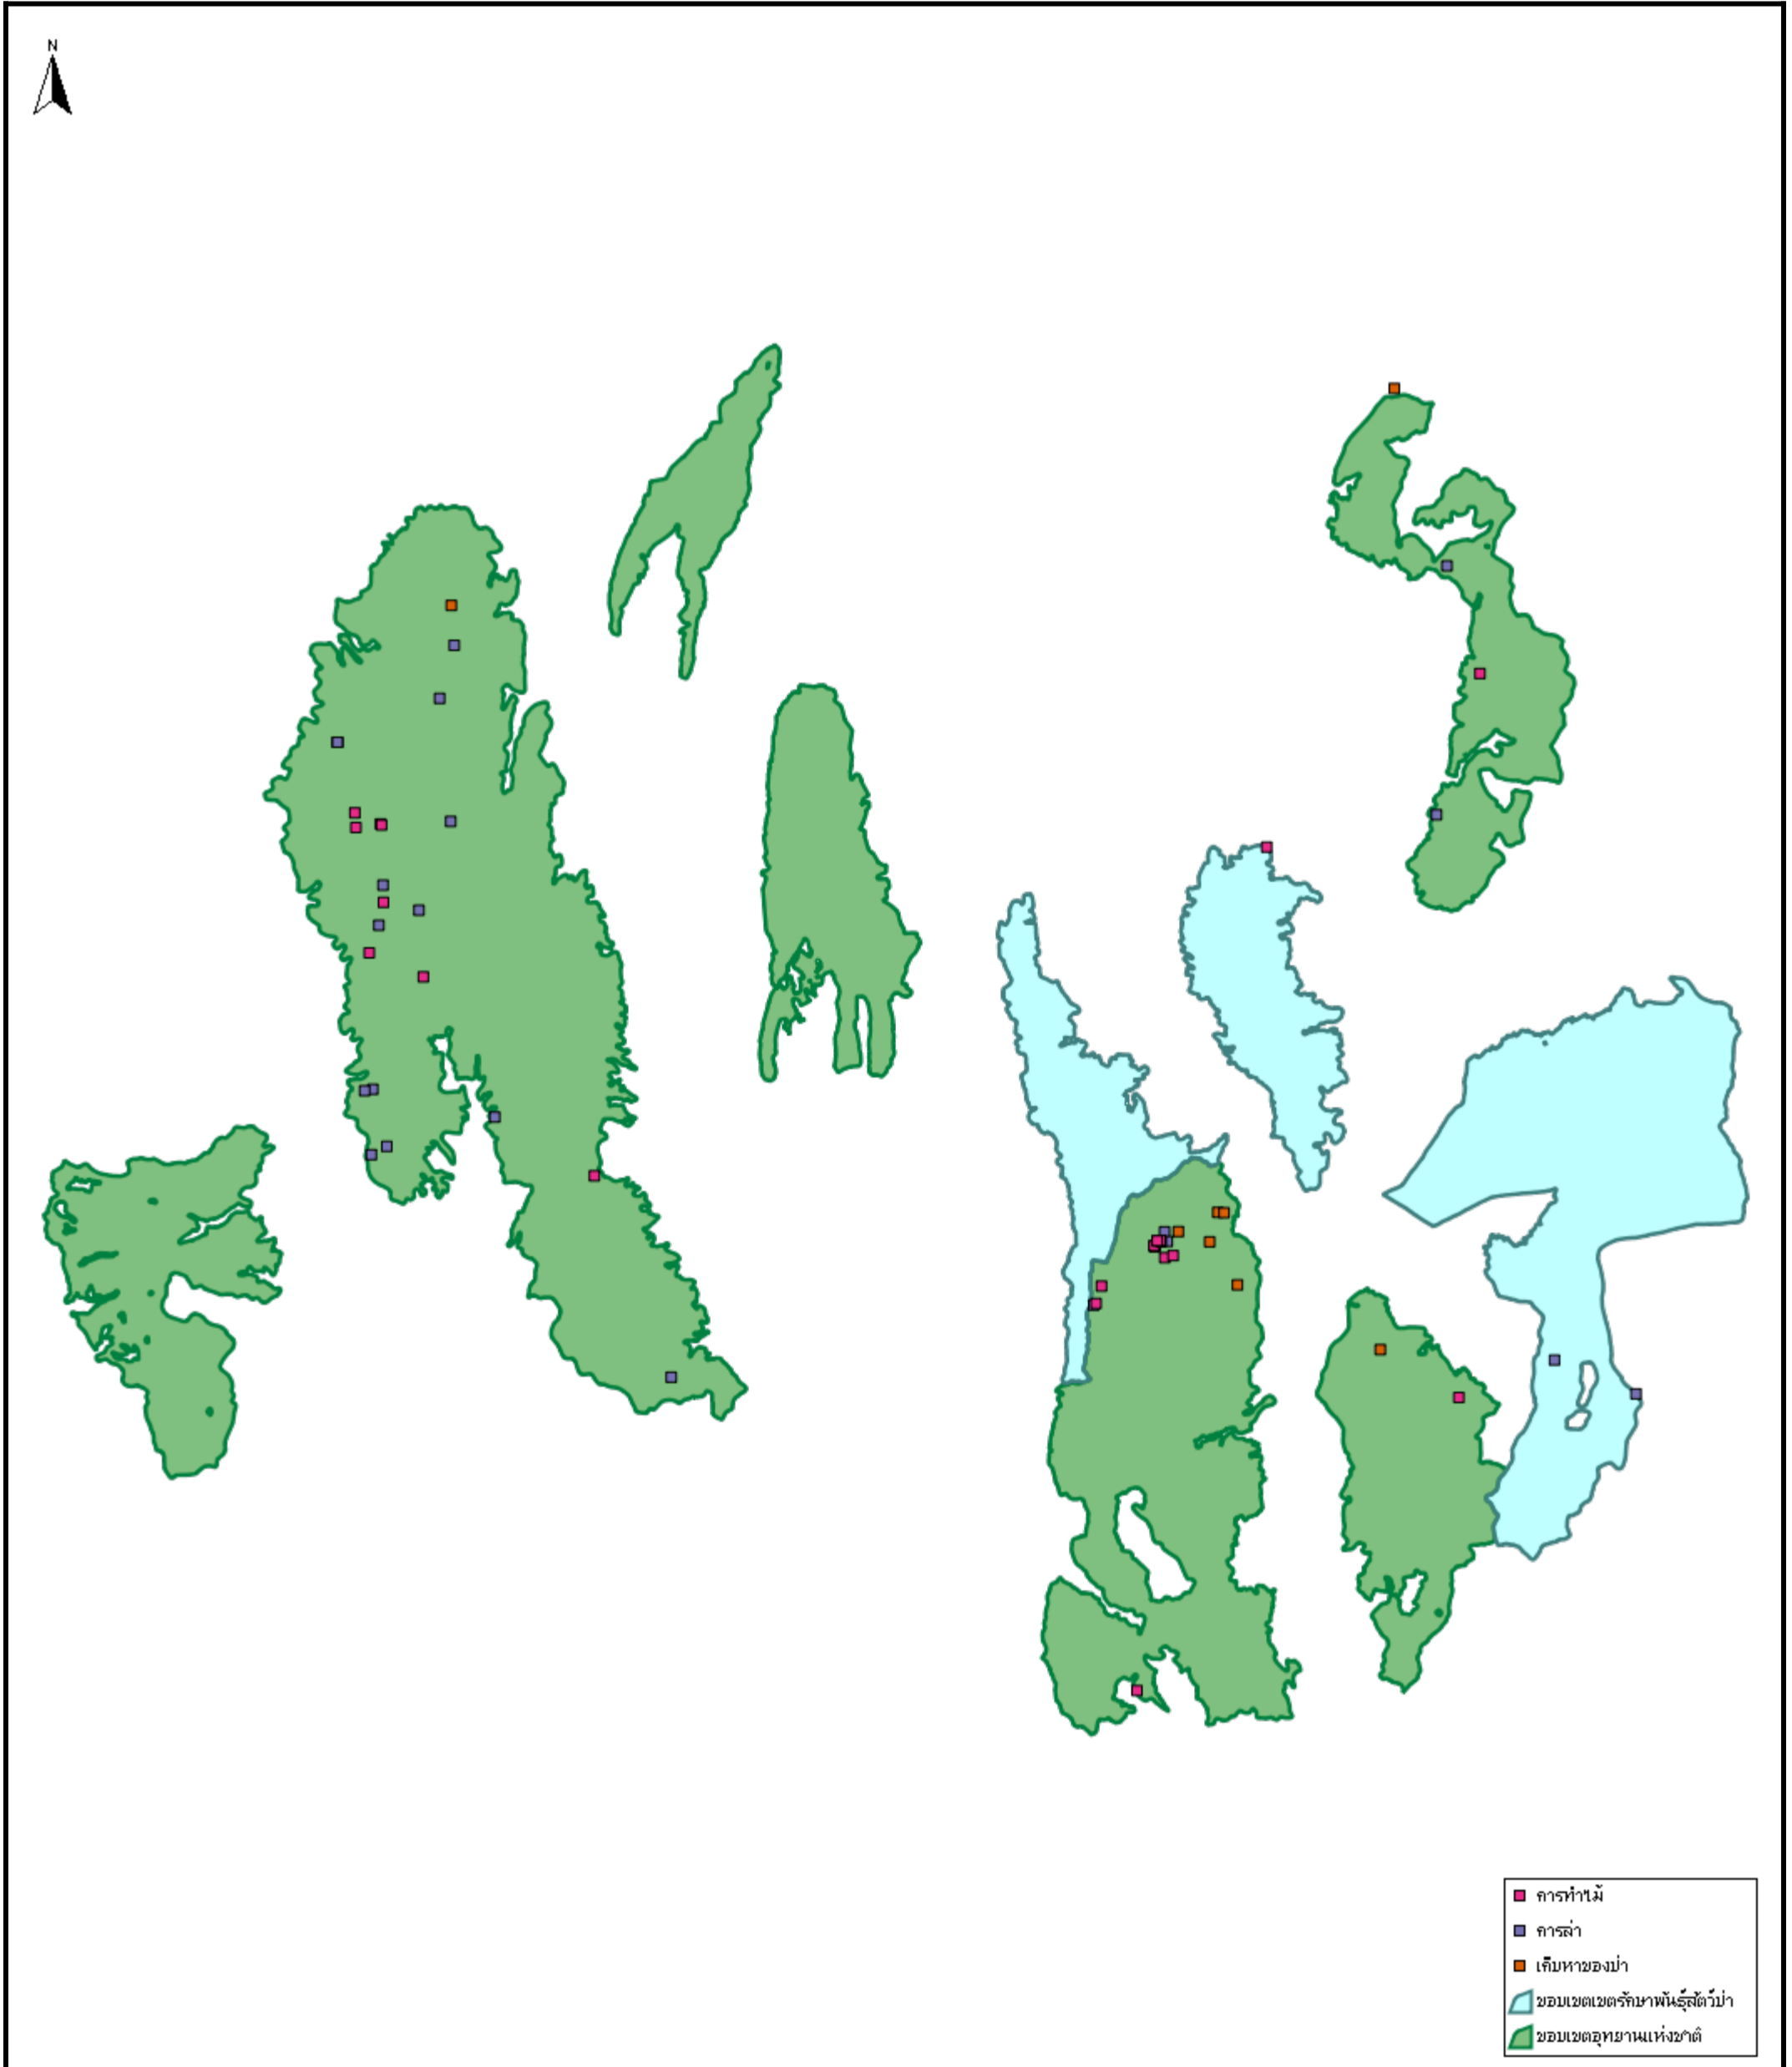 N
การทำไม้
การล่า
เก็บหาของป่า
ขอบเขตเขตรักษาพันธุ์สัตว์ป่า
ขอบเขตอุทยานแห่งชาติ